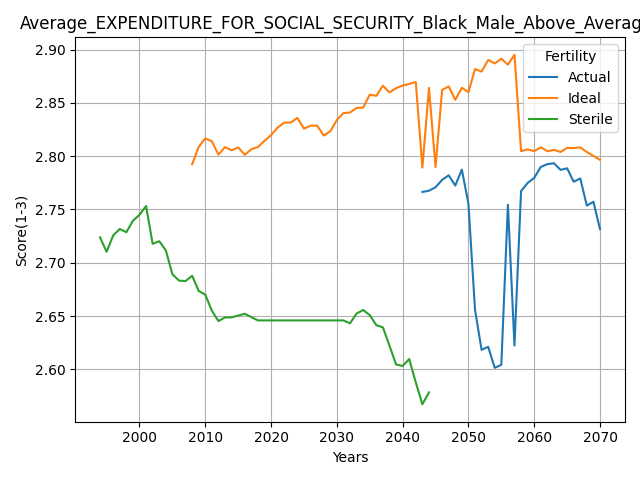 Average_EXPENDITURE_FOR_SOCIAL_SECURITY_Black_Male_Above_Averag
Fertility
Actual
Ideal
Sterile
Score(1-3)
2.90
2.85
2.80
2.75
2.70
2.65
2.60
2000
2010
2020
2030
2040
2050
2060
2070
Years